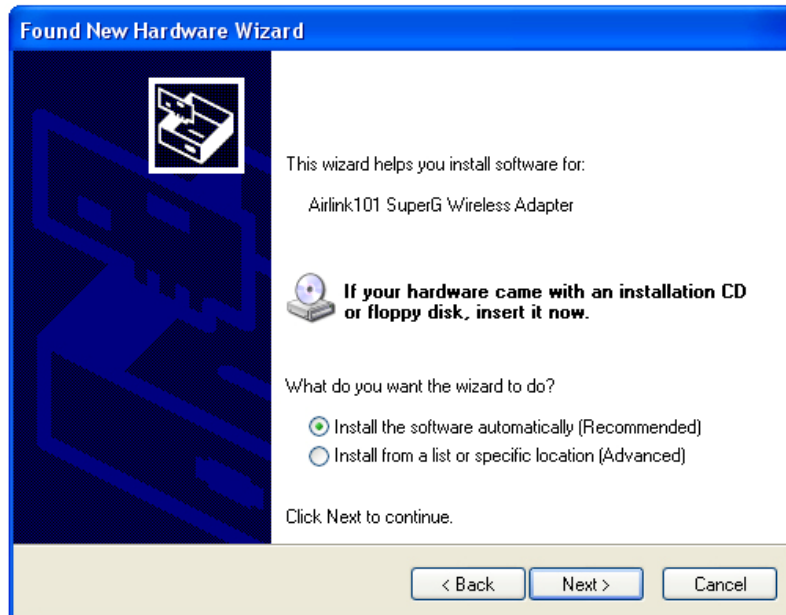 Found New Hardware Wizard
This wizard helps you install software for:
Airlink101 SuperG Wireless Adapter
If your hardware came with an installation CD
or floppy disk, insert it now.
What do you want the wizard to do?
Install the software automatically (Recommended)
Install from a list or specific location (Advanced)
Click Next to continue.
< Back Next > Cancel